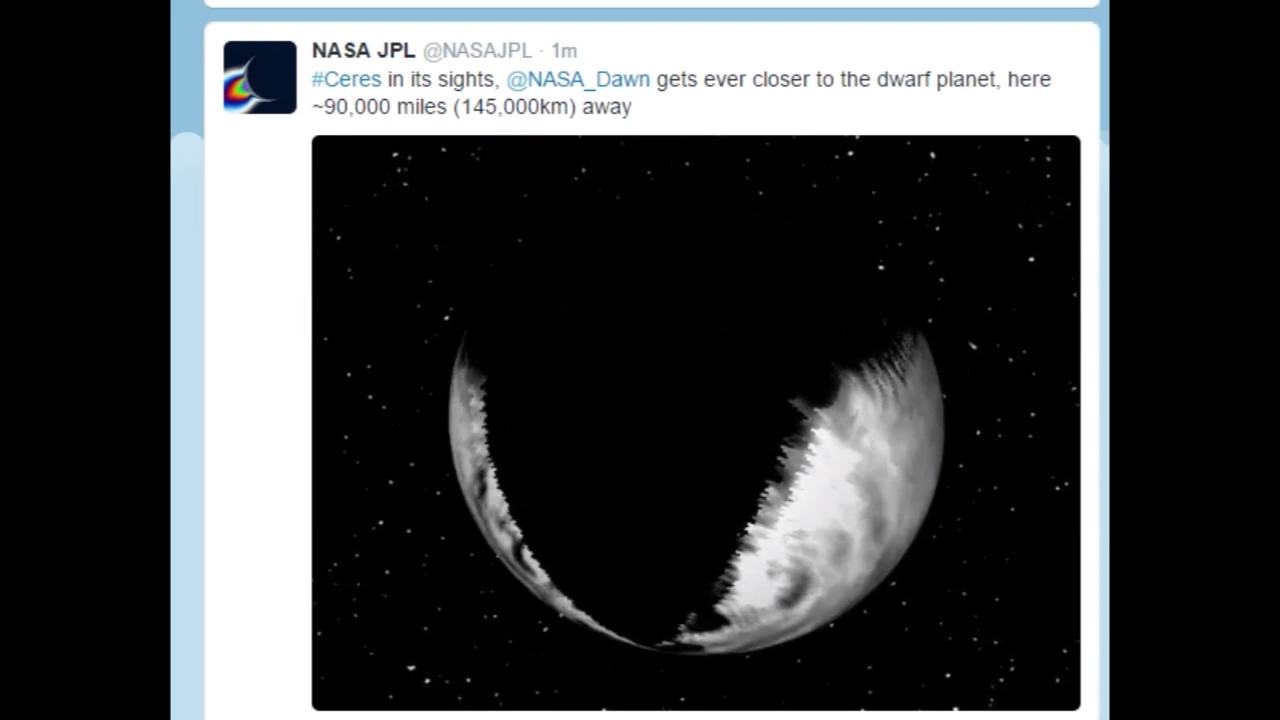 NASA JPL @NASAJPL · 1m
#Ceres in its sights, @NASA_Dawn gets ever closer to the dwarf planet, here
~90,000 miles (145,000km) away